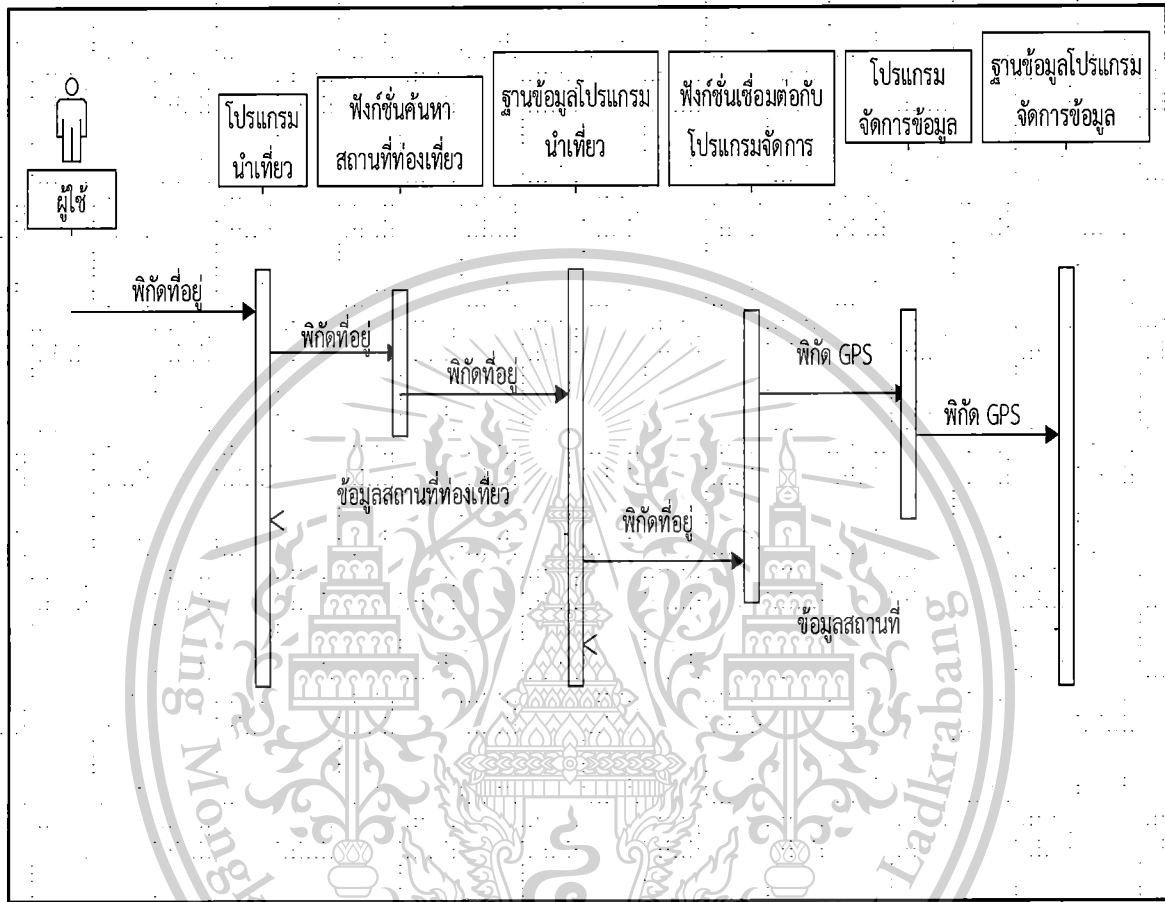 ผู้ใช้
โปรแกรม
นำเที่ยว
ฟังก์ชั่นค้นหา
สถานที่ท่องเที่ยว
ฐานข้อมูลโปรแกรม
นำเที่ยว
ฟังก์ชั่นเชื่อมต่อกับ
โปรแกรมจัดการ
โปรแกรม
จัดการข้อมูล
ฐานข้อมูลโปรแกรม
จัดการข้อมูล
พิกัดที่อยู่
พิกัดที่อยู่
พิกัดที่อยู่
พิกัด GPS
พิกัด GPS
ข้อมูลสถานที่ท่องเที่ยว
พิกัดที่อยู่
ข้อมูลสถานที่
King Mongk
Ladkrabang